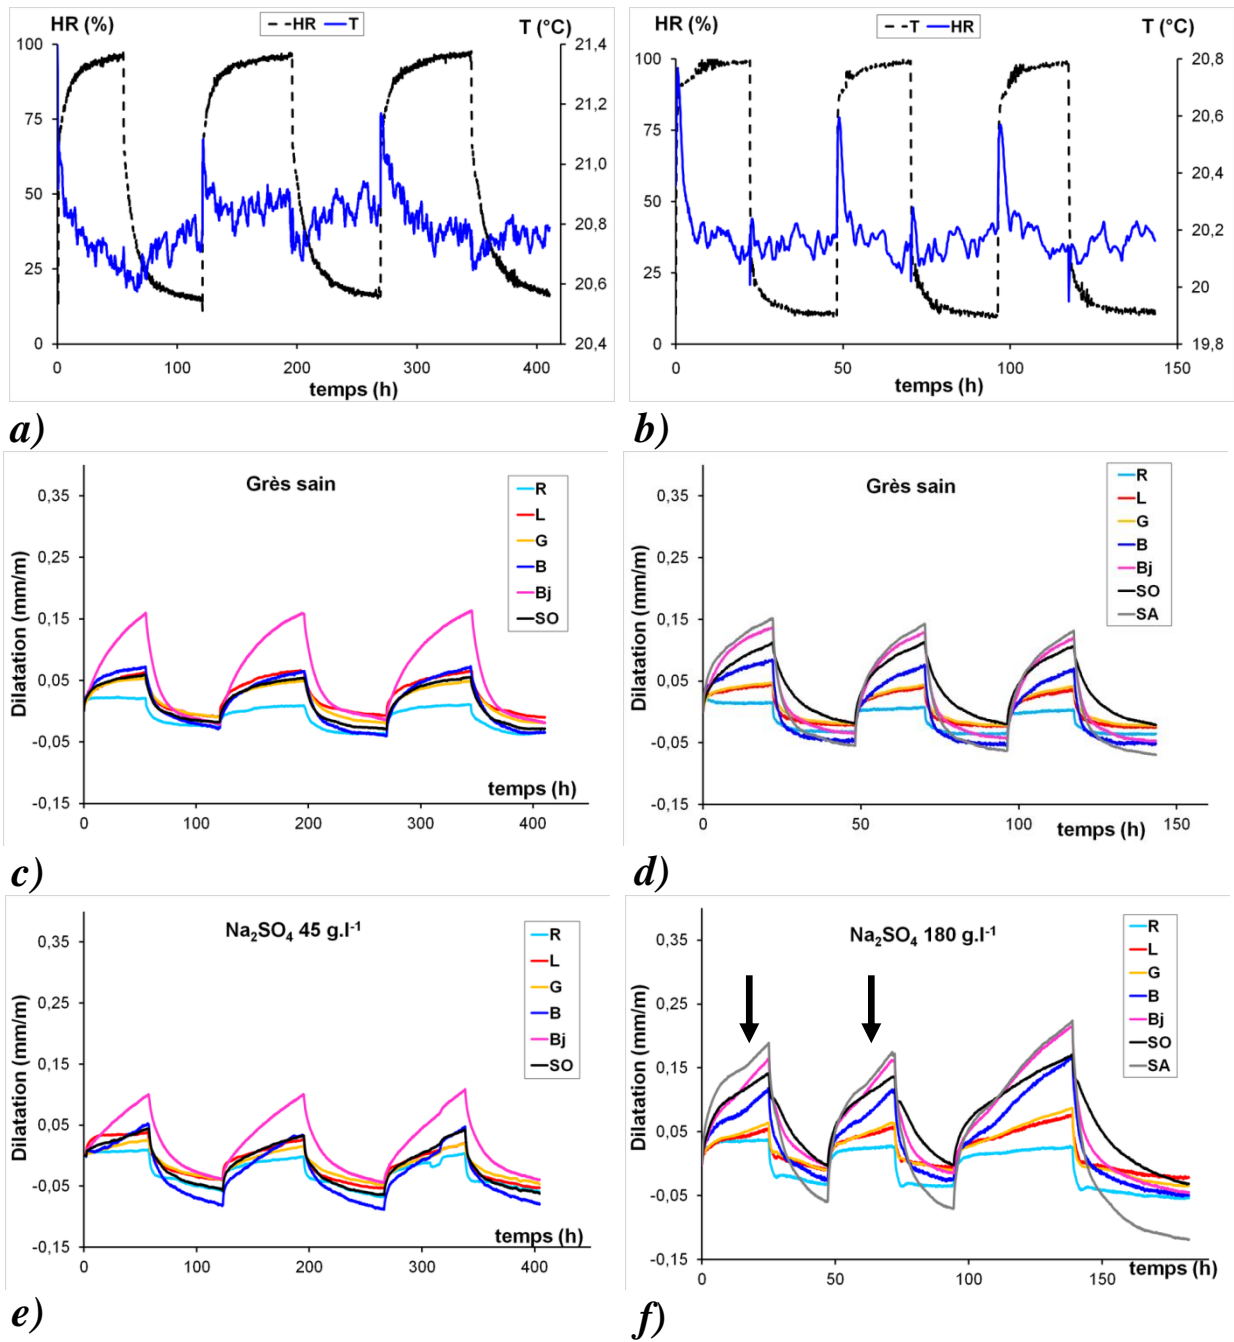 HR (%)
HR T
T (°C)
100
75
50
25
0
21,4
21,2
21,0
20,8
20,6
20,4
0 100 200 300 400
temps (h)
a)
HR (%)
T HR
T (°C)
100
75
50
25
0
20,8
20,6
20,4
20,2
20
19,8
0 50 100 150
temps (h)
b)
Grès sain
Dilatation (mm/m)
0,35
0,25
0,15
0,05
-0,05
-0,15
R
L
G
B
Bj
SO
temps (h)
0 100 200 300 400
c)
Grès sain
Dilatation (mm/m)
0,35
0,25
0,15
0,05
-0,05
-0,15
R
L
G
B
Bj
SO
SA
0 50 100 150
temps (h)
d)
Na₂SO₄ 45 g.l⁻¹
Dilatation (mm/m)
0,35
0,25
0,15
0,05
-0,05
-0,15
R
L
G
B
Bj
SO
temps (h)
0 100 200 300 400
e)
Na₂SO₄ 180 g.l⁻¹
Dilatation (mm/m)
0,35
0,25
0,15
0,05
-0,05
-0,15
R
L
G
B
Bj
SO
SA
0 50 100 150
temps (h)
f)